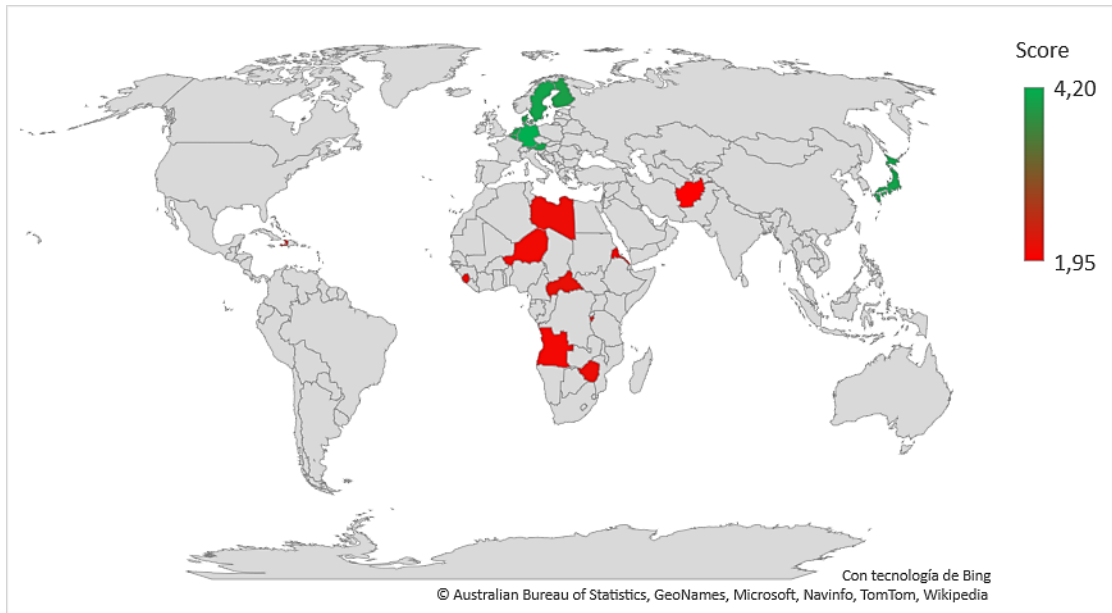 Score
4,20
1,95
Con tecnología de Bing
© Australian Bureau of Statistics, GeoNames, Microsoft, Navinfo, TomTom, Wikipedia